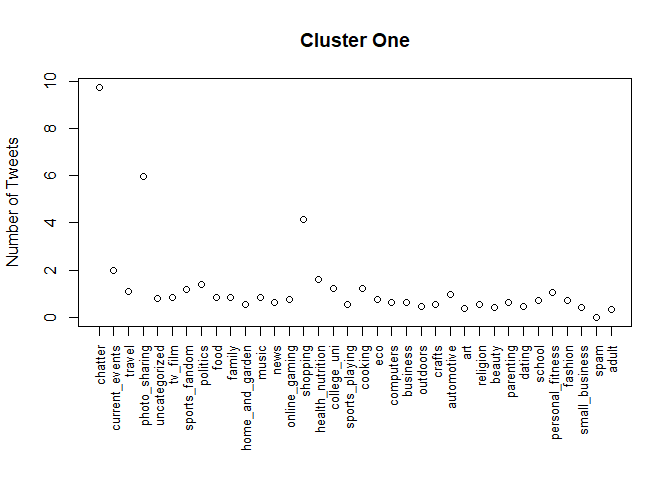 Cluster One
Number of Tweets
10
8
6
4
2
0
chatter
current_events
travel
photo_sharing
uncategorized
tv_film
sports_fandom
politics
food
family
home_and_garden
music
news
online_gaming
shopping
health_nutrition
college_uni
sports_playing
cooking
eco
computers
business
outdoors
crafts
automotive
art
religion
beauty
parenting
dating
school
personal_fitness
fashion
small_business
spam
adult